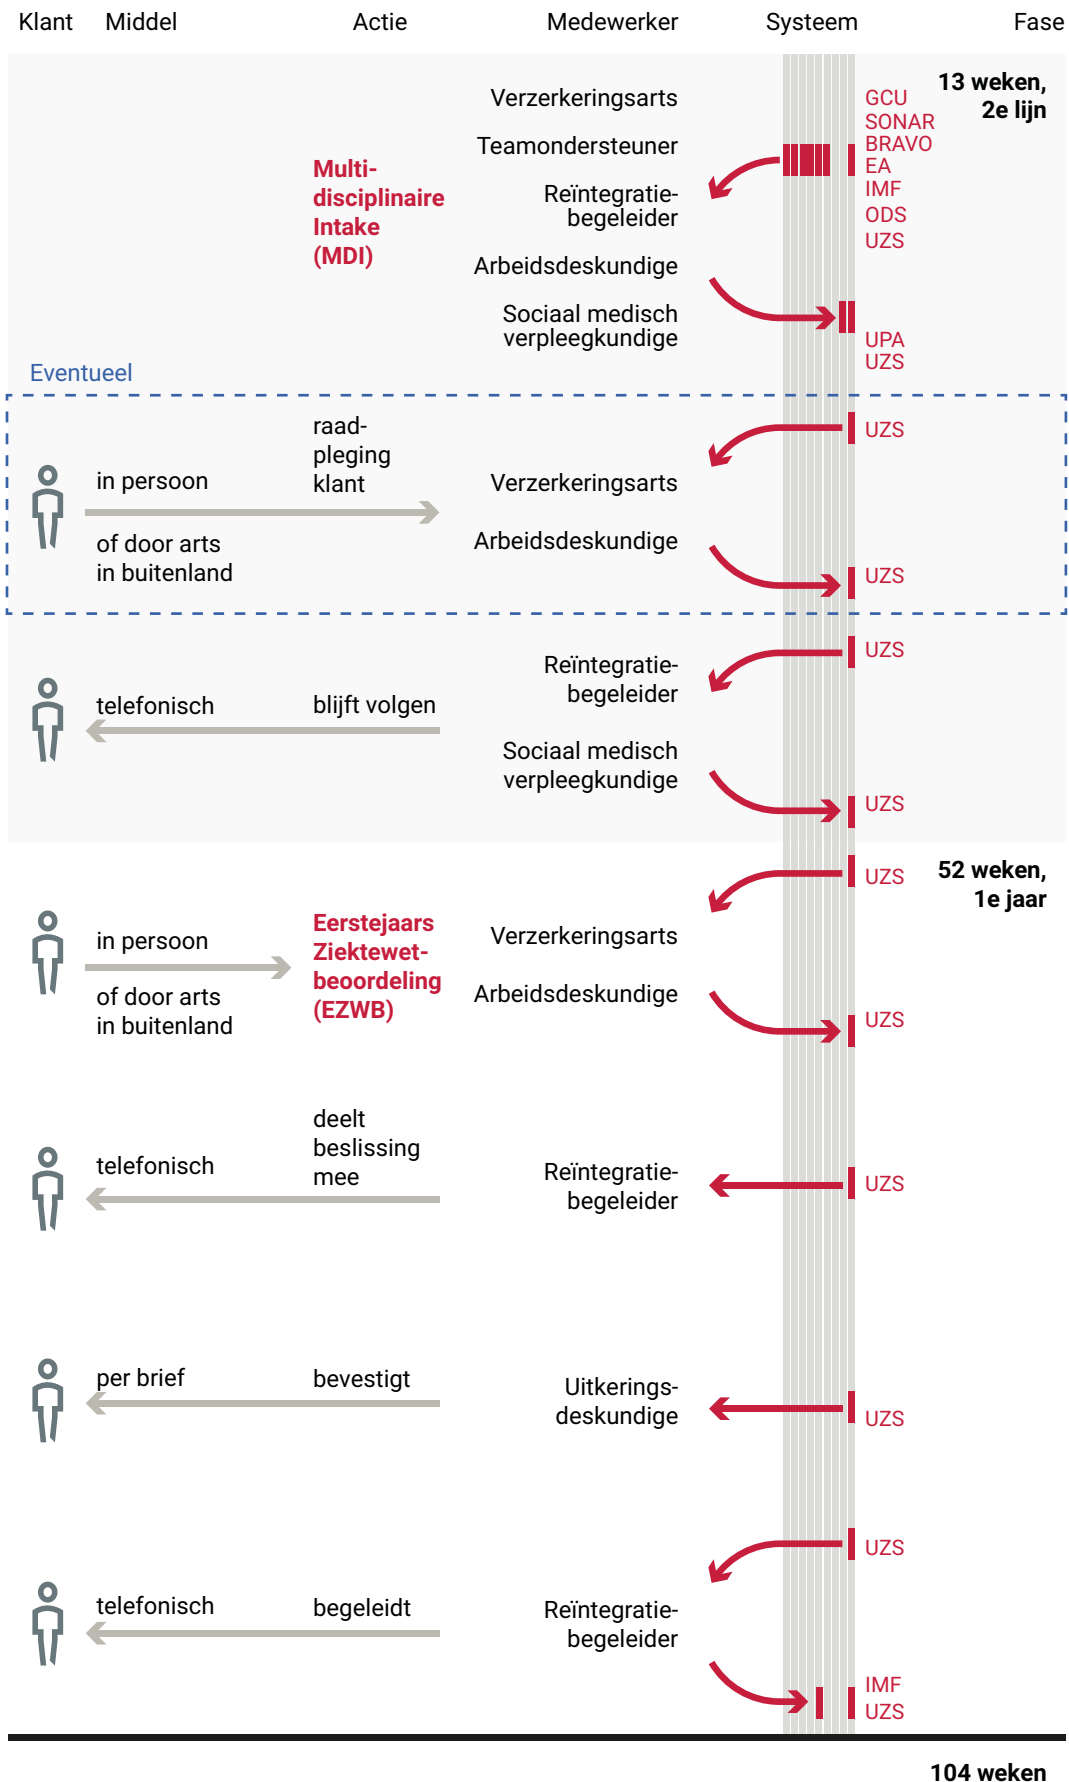 Klant Middel Actie Medewerker Systeem Fase
13 weken,
2e lijn
Verzerkeringsarts
Teamondersteuner
Reïntegratie-
begeleider
Arbeidsdeskundige
Sociaal medisch
verpleegkundige
Multi-
disciplinaire
Intake
(MDI)
GCU
SONAR
BRAVO
EA
IMF
ODS
UZS
UPA
UZS
Eventueel
in persoon
of door arts
in buitenland
raad-
pleging
klant
Verzerkeringsarts
Arbeidsdeskundige
UZS
UZS
telefonisch
blijft volgen
Reïntegratie-
begeleider
Sociaal medisch
verpleegkundige
UZS
UZS
52 weken,
1e jaar
in persoon
of door arts
in buitenland
Eerstejaars
Ziektewet-
beoordeling
(EZWB)
Verzerkeringsarts
Arbeidsdeskundige
UZS
UZS
telefonisch
deelt
beslissing
mee
Reïntegratie-
begeleider
UZS
per brief
bevestigt
Uitkerings-
deskundige
UZS
telefonisch
begeleidt
Reïntegratie-
begeleider
UZS
IMF
UZS
104 weken